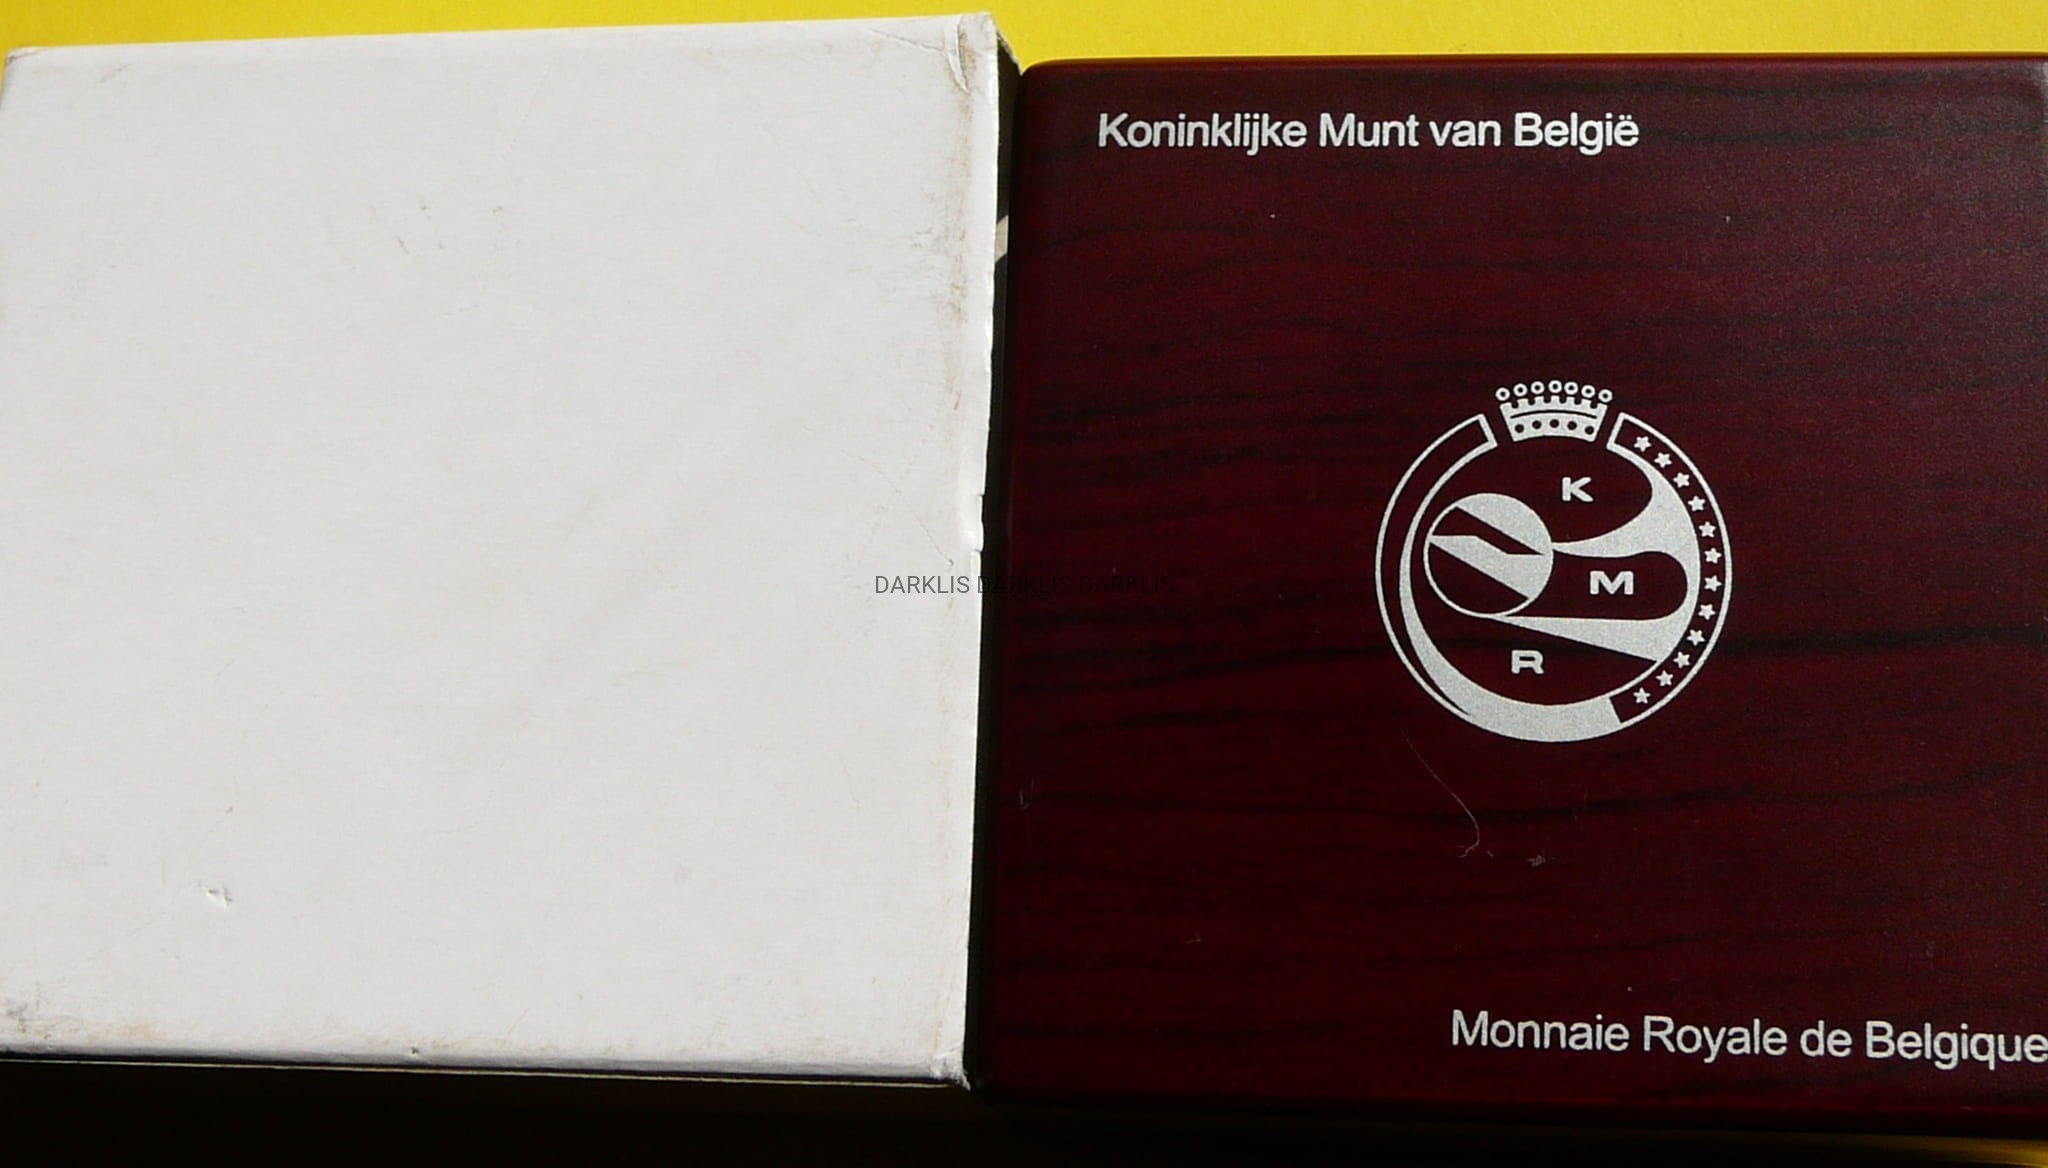 Koninklijke Munt van België
K
M
R
DARKLIS DARKLIS DARKLIS
Monnaie Royale de Belgique